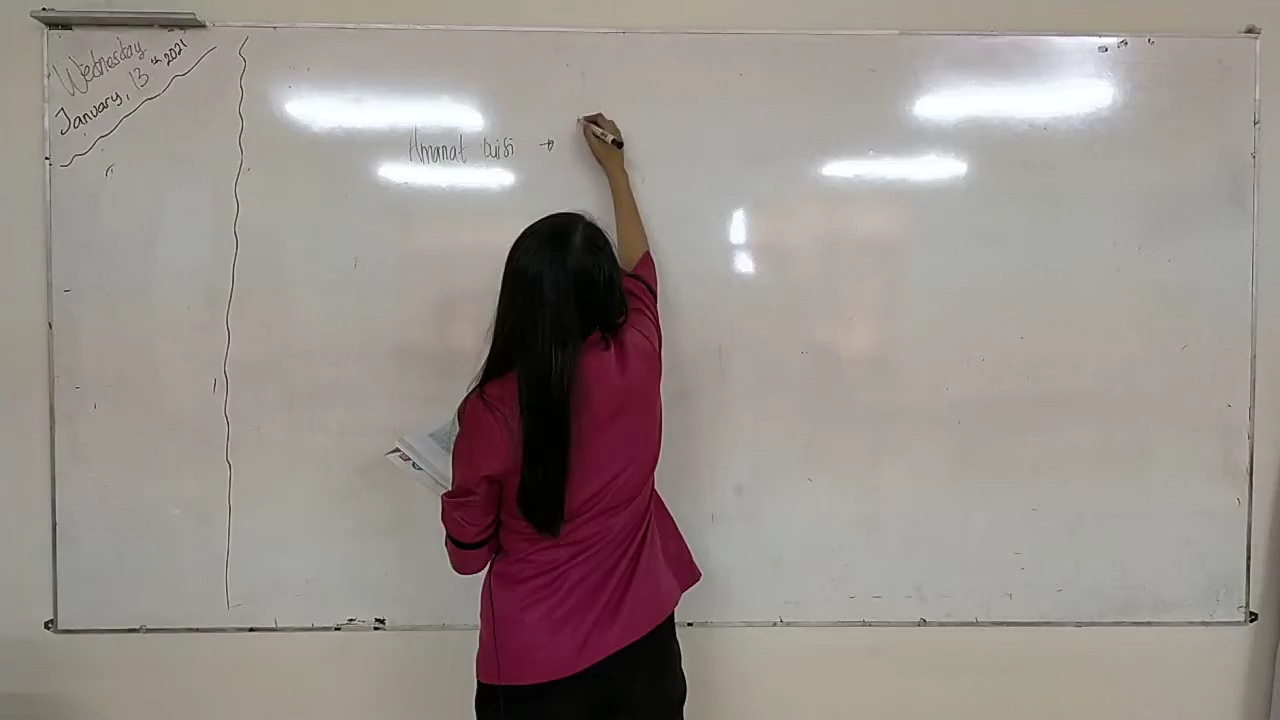 Wednesday
January, 13th 2021
Amanat puisi →